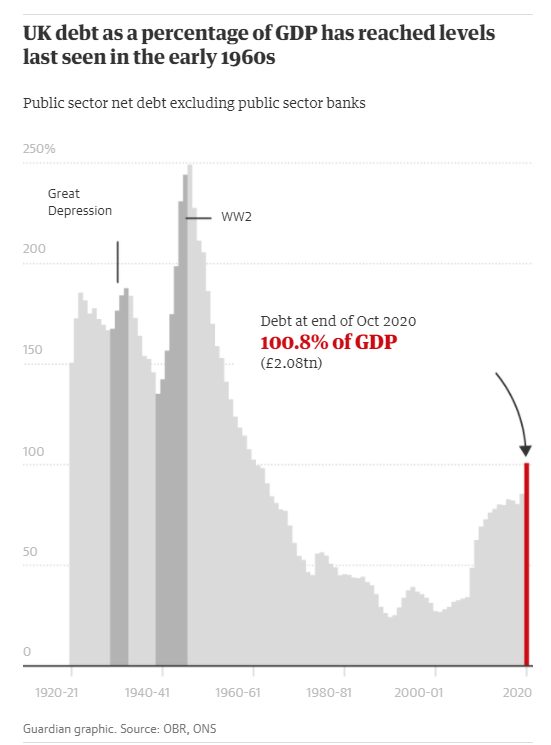 UK debt as a percentage of GDP has reached levels
last seen in the early 1960s
Public sector net debt excluding public sector banks
250%
Great
Depression
WW2
200
Debt at end of Oct 2020
100.8% of GDP
(£2.08tn)
150
100
50
0
1920-21
1940-41
1960-61
1980-81
2000-01
2020
Guardian graphic. Source: OBR, ONS